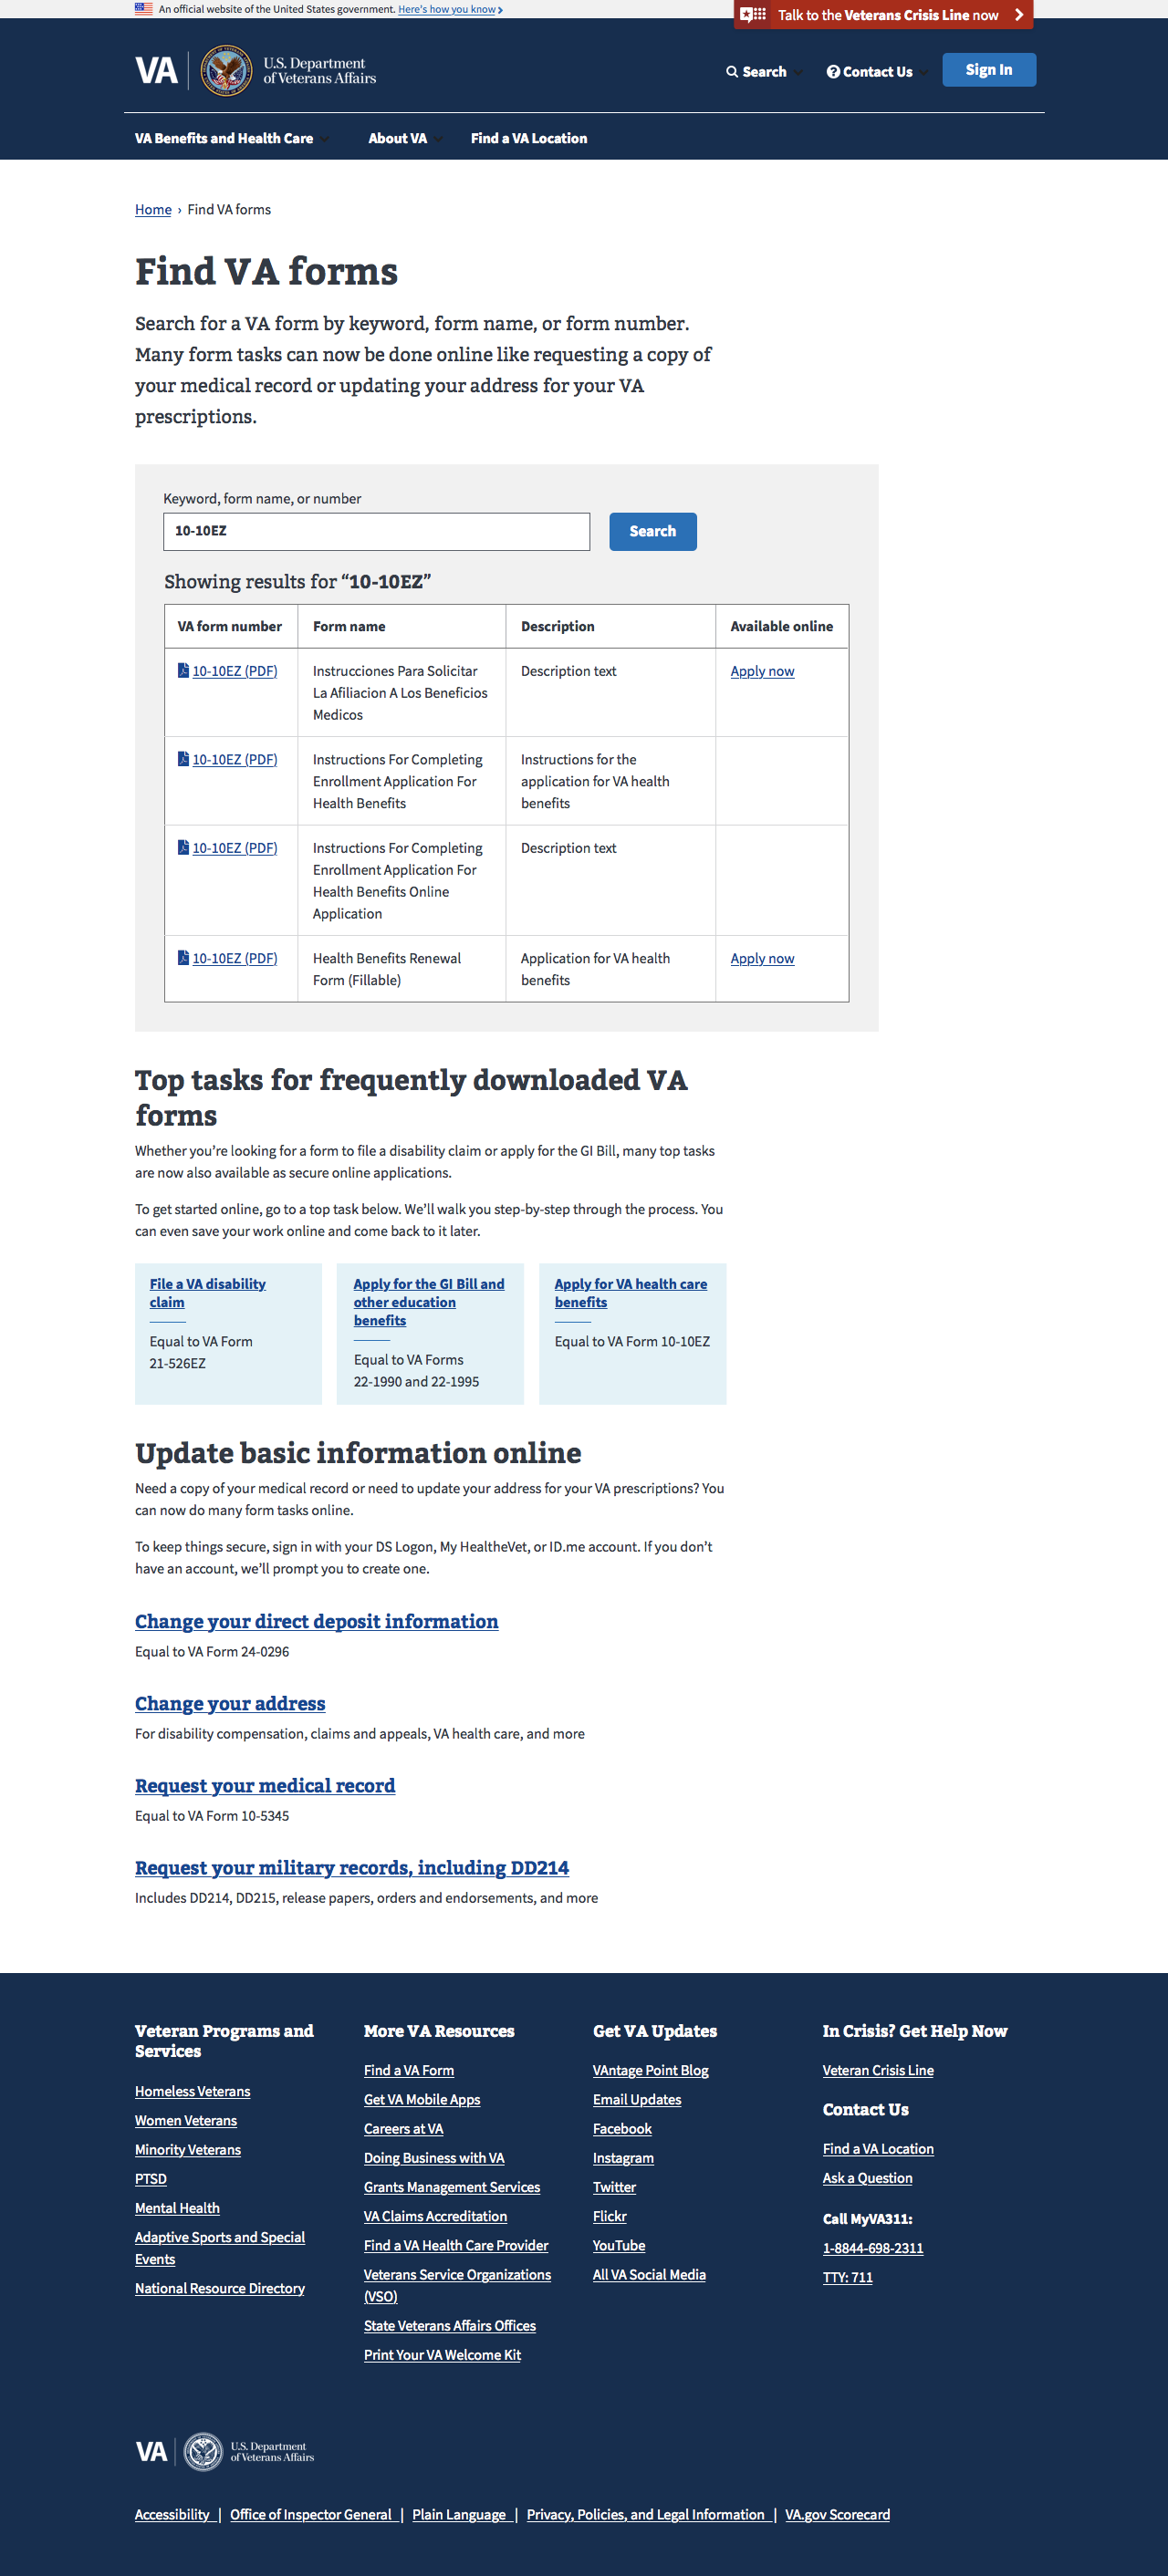 An official website of the United States government. Here's how you know
Talk to the Veterans Crisis Line now
VA
U.S. Department
of Veterans Affairs
Search
Contact Us
Sign In
VA Benefits and Health Care
About VA
Find a VA Location
Home › Find VA forms
Find VA forms
Search for a VA form by keyword, form name, or form number.
Many form tasks can now be done online like requesting a copy of
your medical record or updating your address for your VA
prescriptions.
Keyword, form name, or number
10-10EZ
Search
Showing results for “10-10EZ”
VA form number
Form name
Description
Available online
10-10EZ (PDF)
Instrucciones Para Solicitar
La Afiliacion A Los Beneficios
Medicos
Description text
Apply now
10-10EZ (PDF)
Instructions For Completing
Enrollment Application For
Health Benefits
Instructions for the
application for VA health
benefits
10-10EZ (PDF)
Instructions For Completing
Enrollment Application For
Health Benefits Online
Application
Description text
10-10EZ (PDF)
Health Benefits Renewal
Form (Fillable)
Application for VA health
benefits
Apply now
Top tasks for frequently downloaded VA
forms
Whether you’re looking for a form to file a disability claim or apply for the GI Bill, many top tasks
are now also available as secure online applications.
To get started online, go to a top task below. We’ll walk you step-by-step through the process. You
can even save your work online and come back to it later.
File a VA disability
claim
Equal to VA Form
21-526EZ
Apply for the GI Bill and
other education
benefits
Equal to VA Forms
22-1990 and 22-1995
Apply for VA health care
benefits
Equal to VA Form 10-10EZ
Update basic information online
Need a copy of your medical record or need to update your address for your VA prescriptions? You
can now do many form tasks online.
To keep things secure, sign in with your DS Logon, My HealtheVet, or ID.me account. If you don’t
have an account, we’ll prompt you to create one.
Change your direct deposit information
Equal to VA Form 24-0296
Change your address
For disability compensation, claims and appeals, VA health care, and more
Request your medical record
Equal to VA Form 10-5345
Request your military records, including DD214
Includes DD214, DD215, release papers, orders and endorsements, and more
Veteran Programs and
Services
Homeless Veterans
Women Veterans
Minority Veterans
PTSD
Mental Health
Adaptive Sports and Special
Events
National Resource Directory
More VA Resources
Find a VA Form
Get VA Mobile Apps
Careers at VA
Doing Business with VA
Grants Management Services
VA Claims Accreditation
Find a VA Health Care Provider
Veterans Service Organizations
(VSO)
State Veterans Affairs Offices
Print Your VA Welcome Kit
Get VA Updates
VAntage Point Blog
Email Updates
Facebook
Instagram
Twitter
Flickr
YouTube
All VA Social Media
In Crisis? Get Help Now
Veteran Crisis Line
Contact Us
Find a VA Location
Ask a Question
Call MyVA311:
1-8844-698-2311
TTY: 711
VA
U.S. Department
of Veterans Affairs
Accessibility | Office of Inspector General | Plain Language | Privacy, Policies, and Legal Information | VA.gov Scorecard